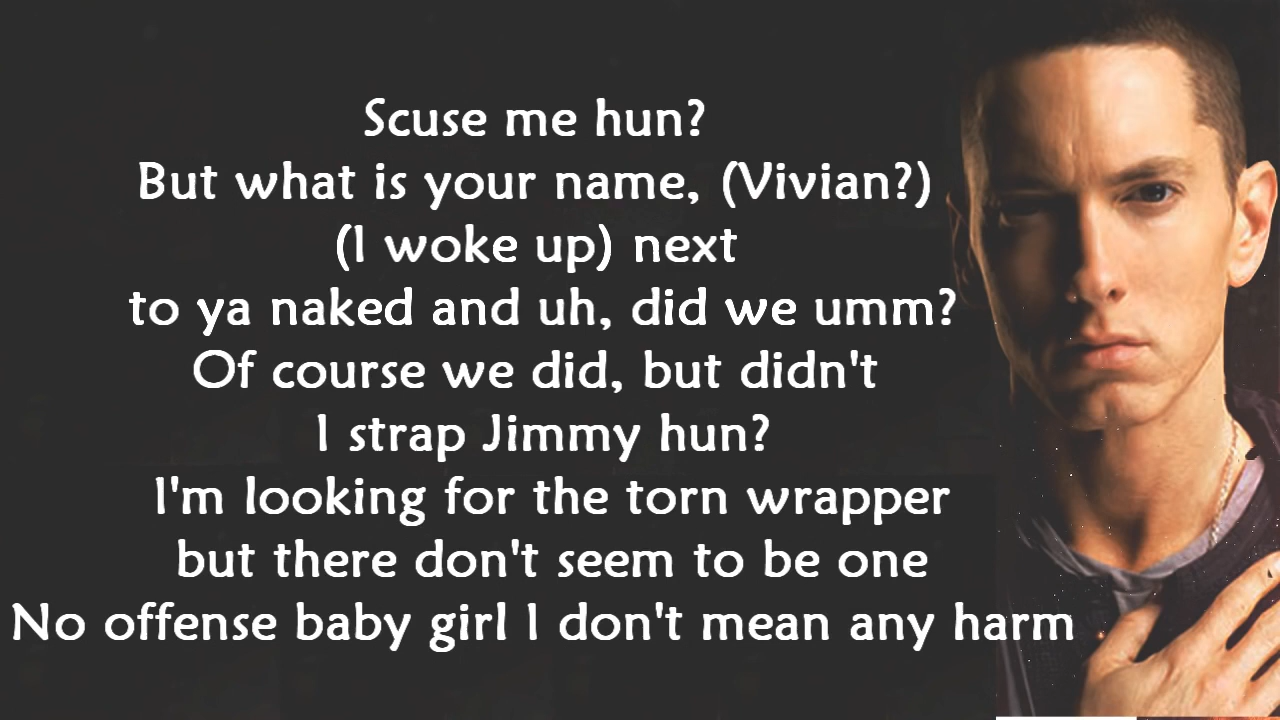 Scuse me hun?
But what is your name, (Vivian?)
(I woke up) next
to ya naked and uh, did we umm?
Of course we did, but didn't
I strap Jimmy hun?
I'm looking for the torn wrapper
but there don't seem to be one
No offense baby girl I don't mean any harm